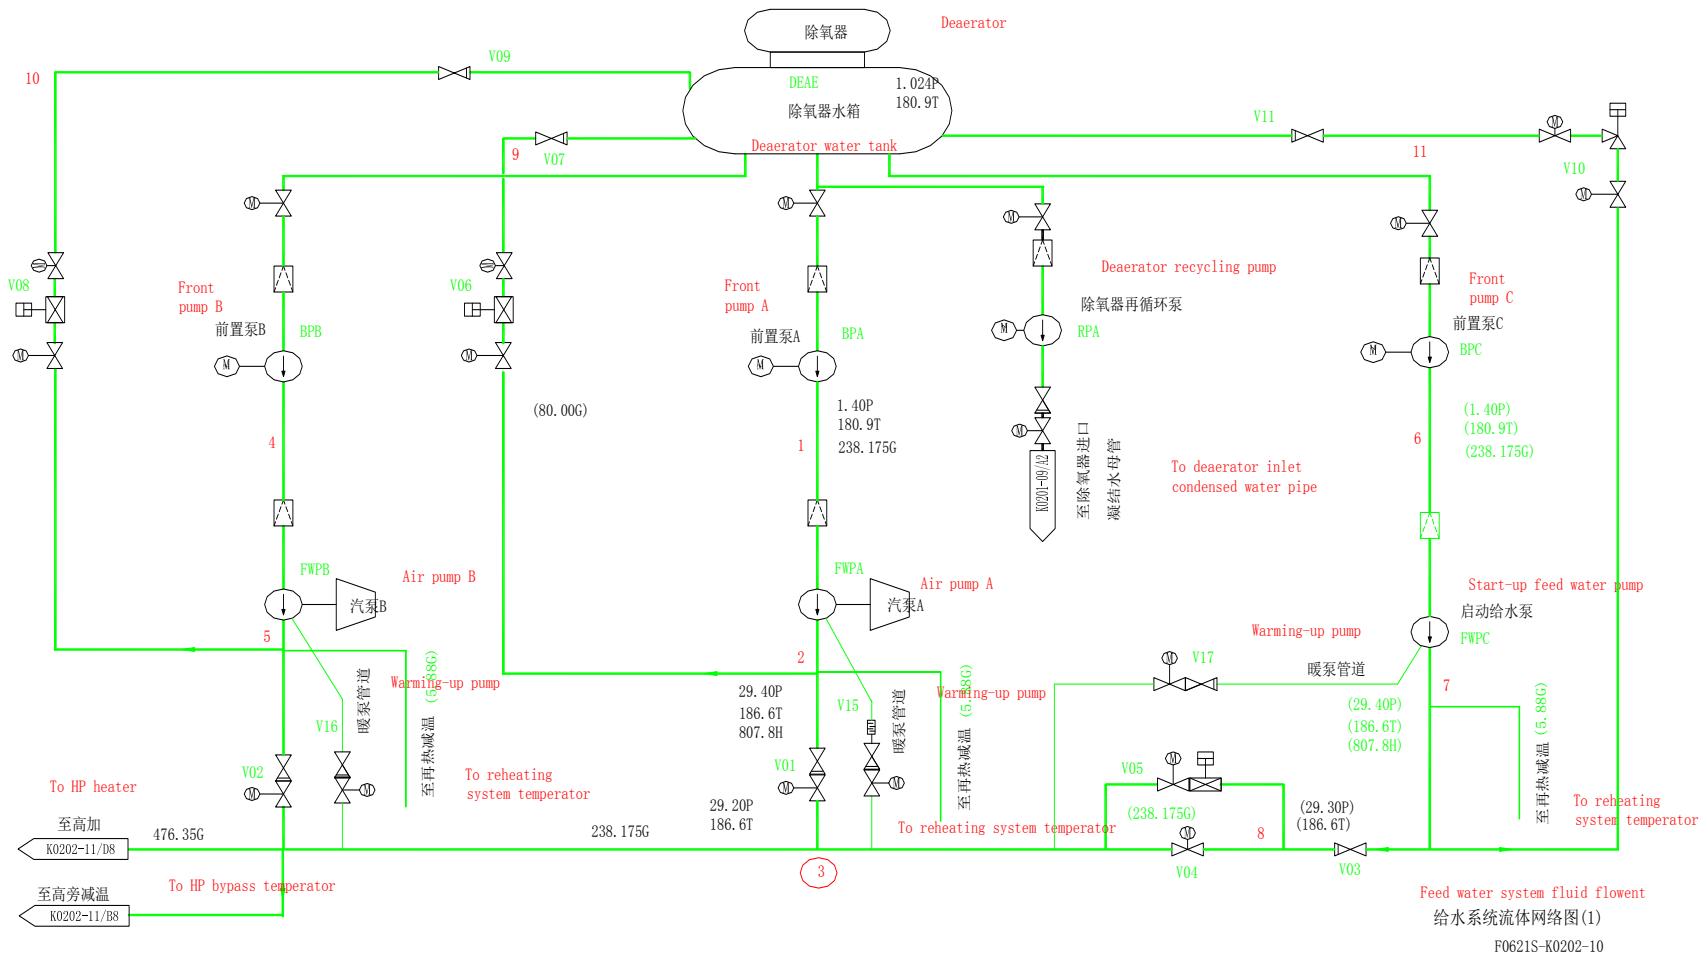 除氧器
Deaerator
10
V09
DEAE
1.024P
180.9T
除氧器水箱
Deaerator water tank
9
V07
V11
11
V10
V08
Front
pump B
前置泵B
BPB
M
V06
Front
pump A
前置泵A
BPA
M
Deaerator recycling pump
除氧器再循环泵
M
RPA
Front
pump C
前置泵C
BPC
M
M
M
M
M
M
M
M
M
M
(80.00G)
4
1
1.40P
180.9T
238.175G
M
K0201-09/A2
至除氧器进口
凝结水母管
To deaerator inlet
condensed water pipe
6
(1.40P)
(180.9T)
(238.175G)
FWPB
Air pump B
汽泵B
5
FWPA
Air pump A
汽泵A
2
Start-up feed water pump
启动给水泵
FWPC
Warming-up pump
暖泵管道
M
V17
7
Warming-up pump
暖泵管道
V16
至再热减温 (5.88G)
29.40P
186.6T
807.8H
V15
M
暖泵管道
Warming-up pump
至再热减温 (5.88G)
(29.40P)
(186.6T)
(807.8H)
至再热减温 (5.88G)
V02
M
M
To reheating
system temperator
V01
M
V05
M
(238.175G)
M
V04
8
(29.30P)
(186.6T)
V03
To reheating
system temperator
To HP heater
至高加
K0202-11/D8
476.35G
238.175G
29.20P
186.6T
To reheating system temperator
3
至高旁减温
K0202-11/B8
To HP bypass temperator
Feed water system fluid flowent
给水系统流体网络图(1)
F0621S-K0202-10